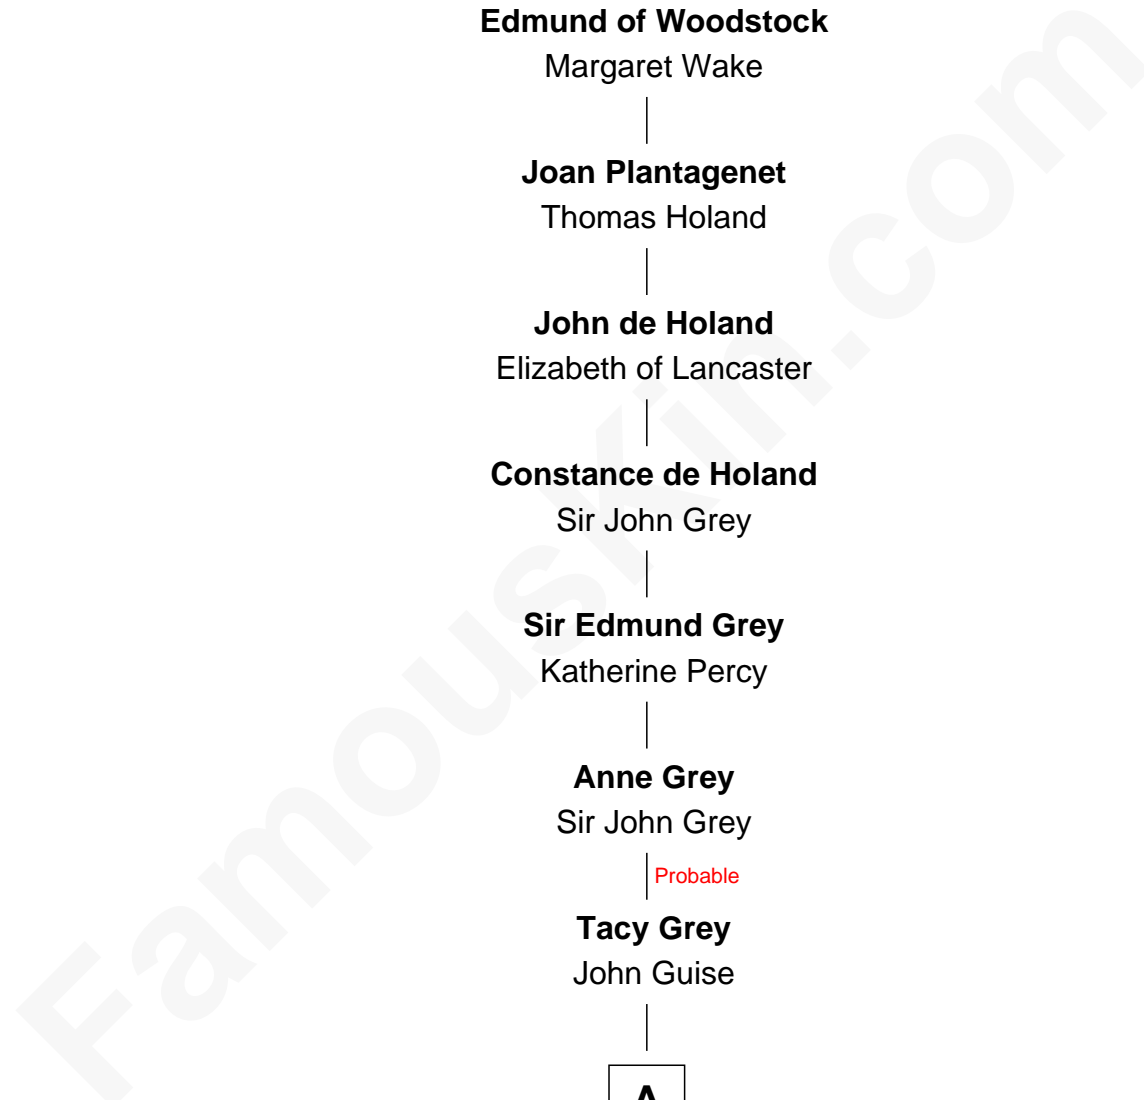 Edmund of Woodstock
Margaret Wake
Joan Plantagenet
Thomas Holand
John de Holand
Elizabeth of Lancaster
Constance de Holand
Sir John Grey
Sir Edmund Grey
Katherine Percy
Anne Grey
Sir John Grey
Probable
Tacy Grey
John Guise
A
FamousKin.com